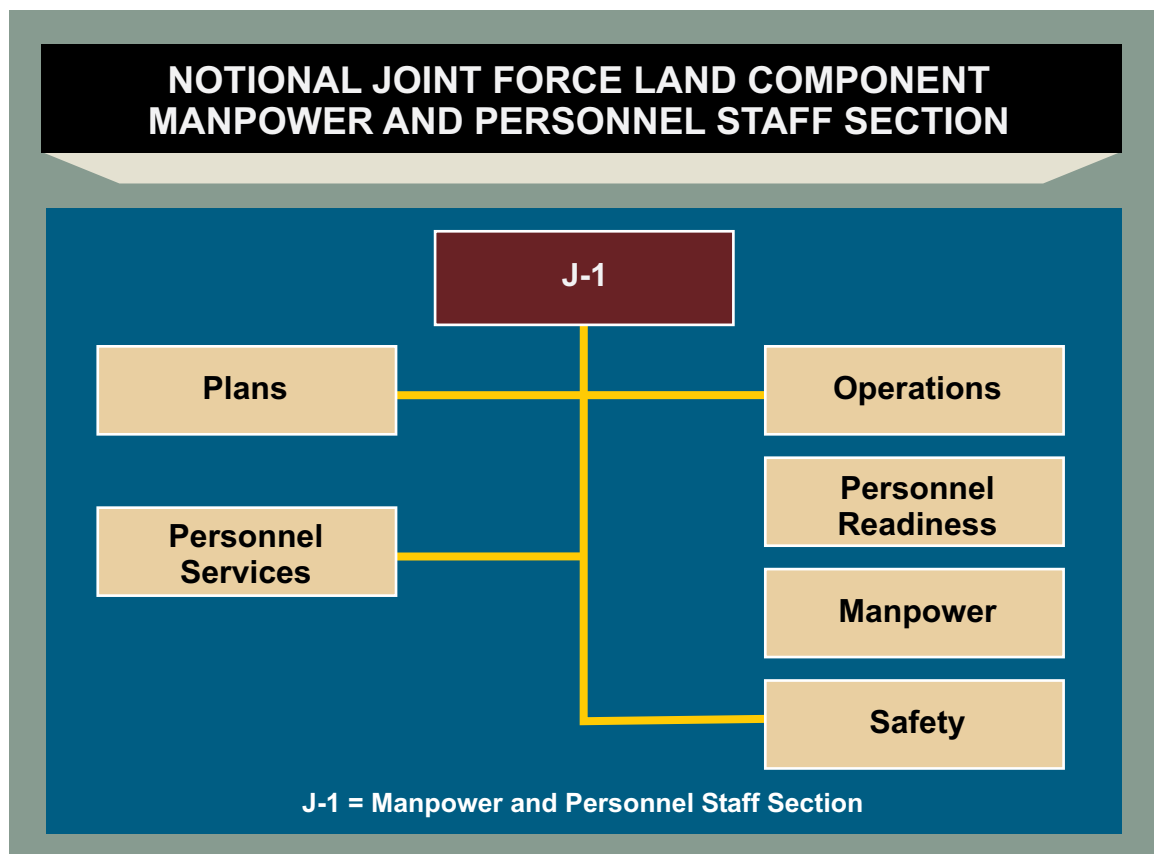 NOTIONAL JOINT FORCE LAND COMPONENT
MANPOWER AND PERSONNEL STAFF SECTION
J-1
Plans
Operations
Personnel
Readiness
Personnel
Services
Manpower
Safety
J-1 = Manpower and Personnel Staff Section